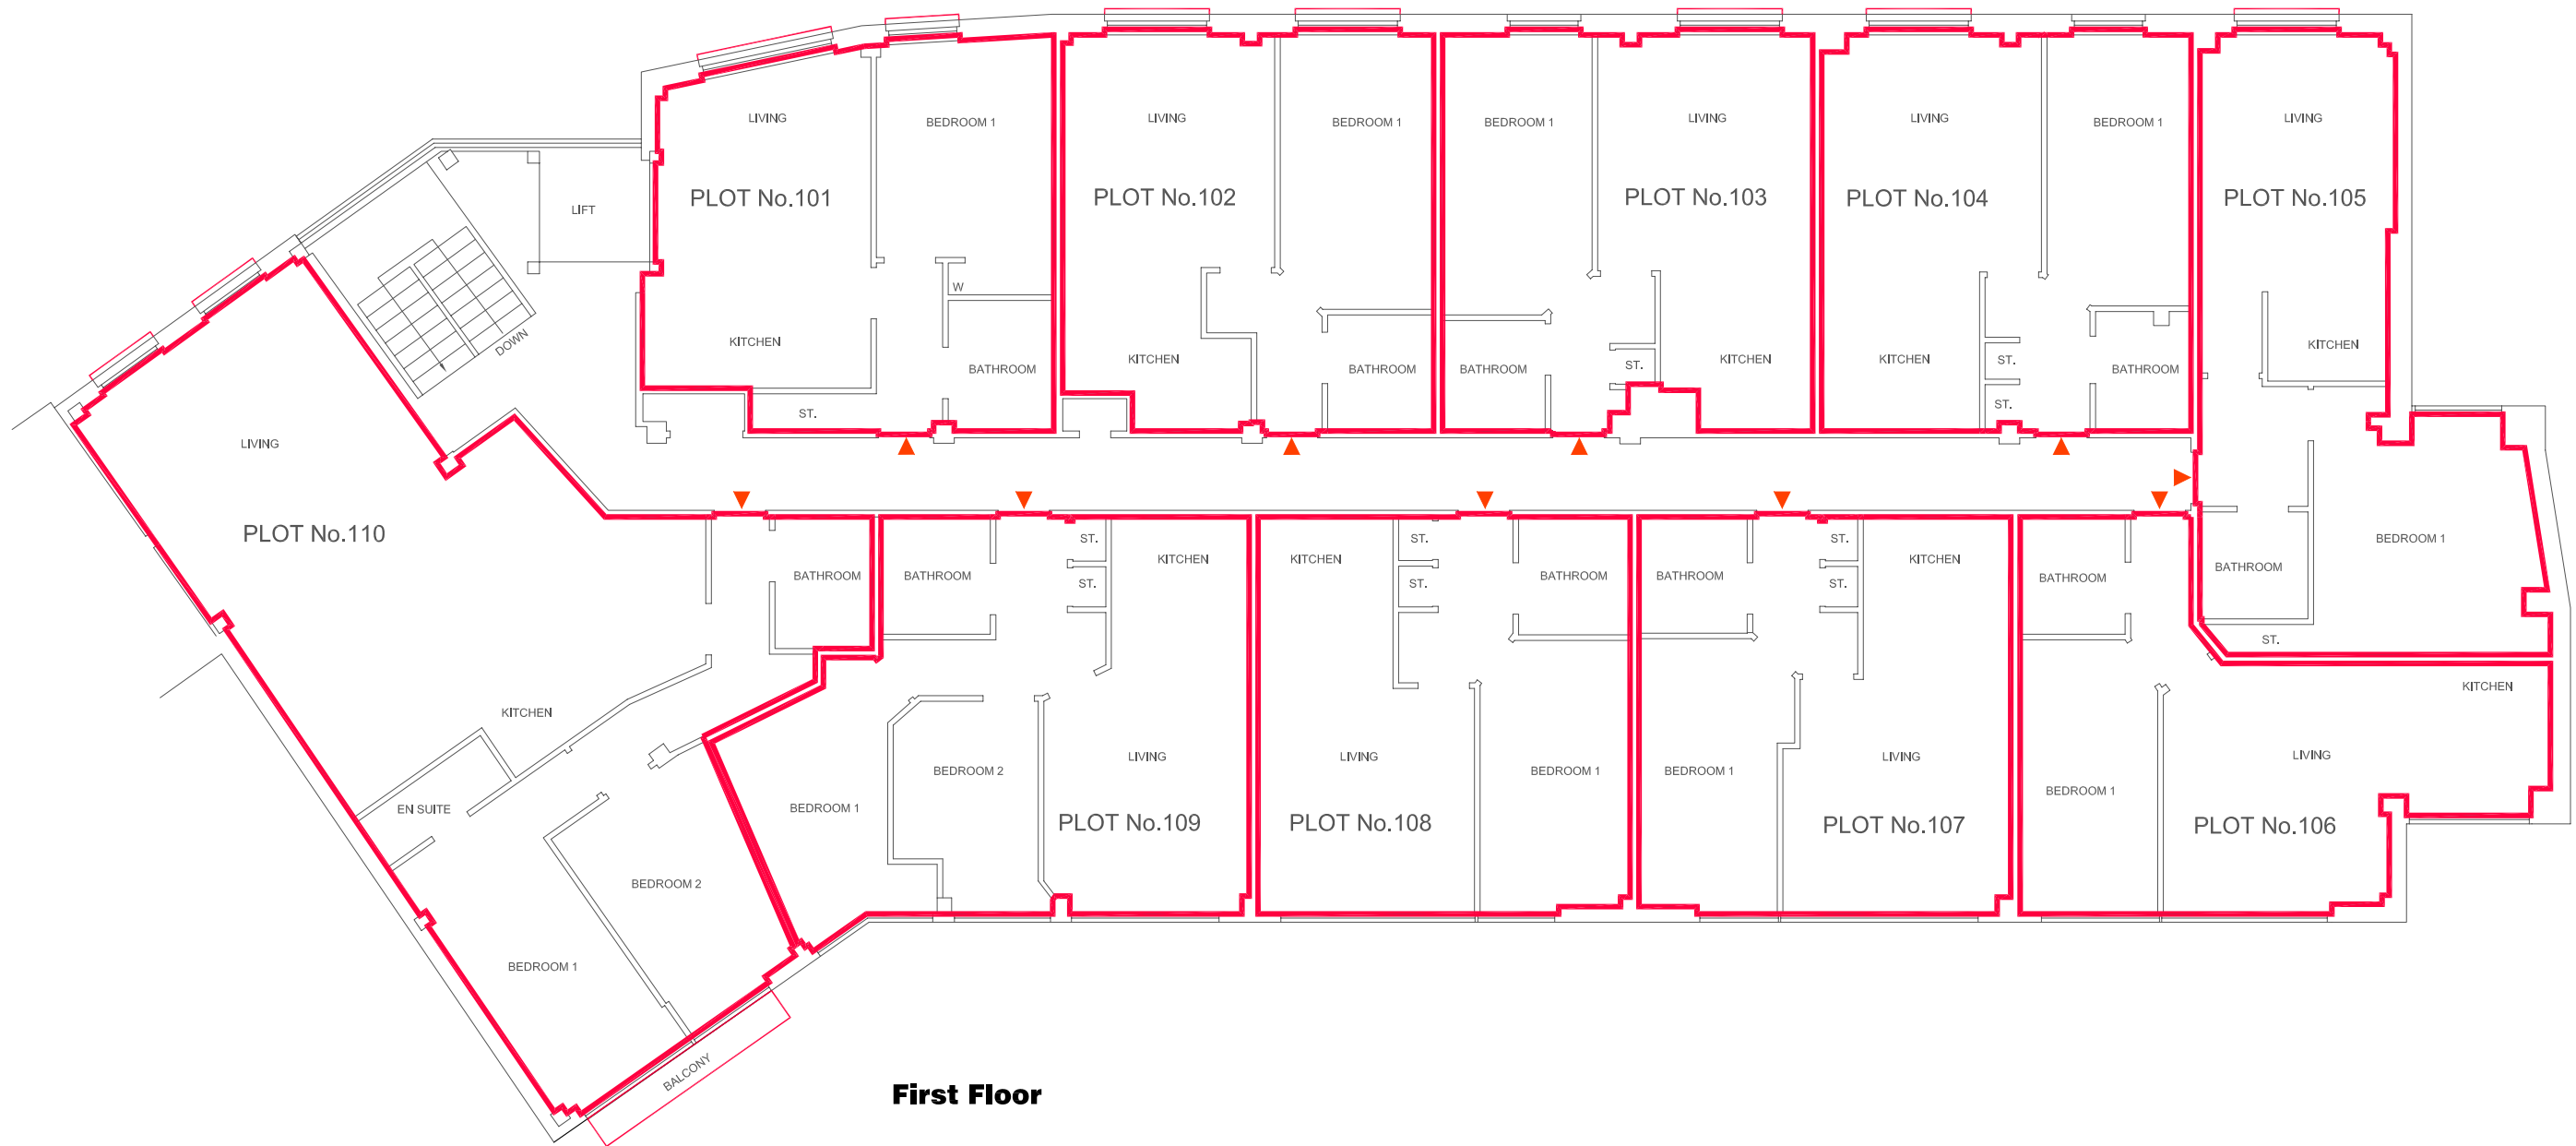 LIVING
BEDROOM 1
PLOT No.101
LIFT
DOWN
W
KITCHEN
BATHROOM
ST.
LIVING
BEDROOM 1
PLOT No.102
KITCHEN
BATHROOM
BEDROOM 1
LIVING
PLOT No.103
BATHROOM
ST.
KITCHEN
LIVING
BEDROOM 1
PLOT No.104
KITCHEN
ST.
ST.
BATHROOM
LIVING
PLOT No.105
KITCHEN
BEDROOM 1
BATHROOM
ST.
LIVING
PLOT No.110
BATHROOM
KITCHEN
EN SUITE
BEDROOM 2
BEDROOM 1
BALCONY
BATHROOM
ST.
ST.
KITCHEN
BEDROOM 1
BEDROOM 2
LIVING
PLOT No.109
KITCHEN
ST.
ST.
BATHROOM
LIVING
BEDROOM 1
PLOT No.108
BATHROOM
ST.
ST.
KITCHEN
BEDROOM 1
LIVING
PLOT No.107
BATHROOM
KITCHEN
LIVING
BEDROOM 1
PLOT No.106
First Floor